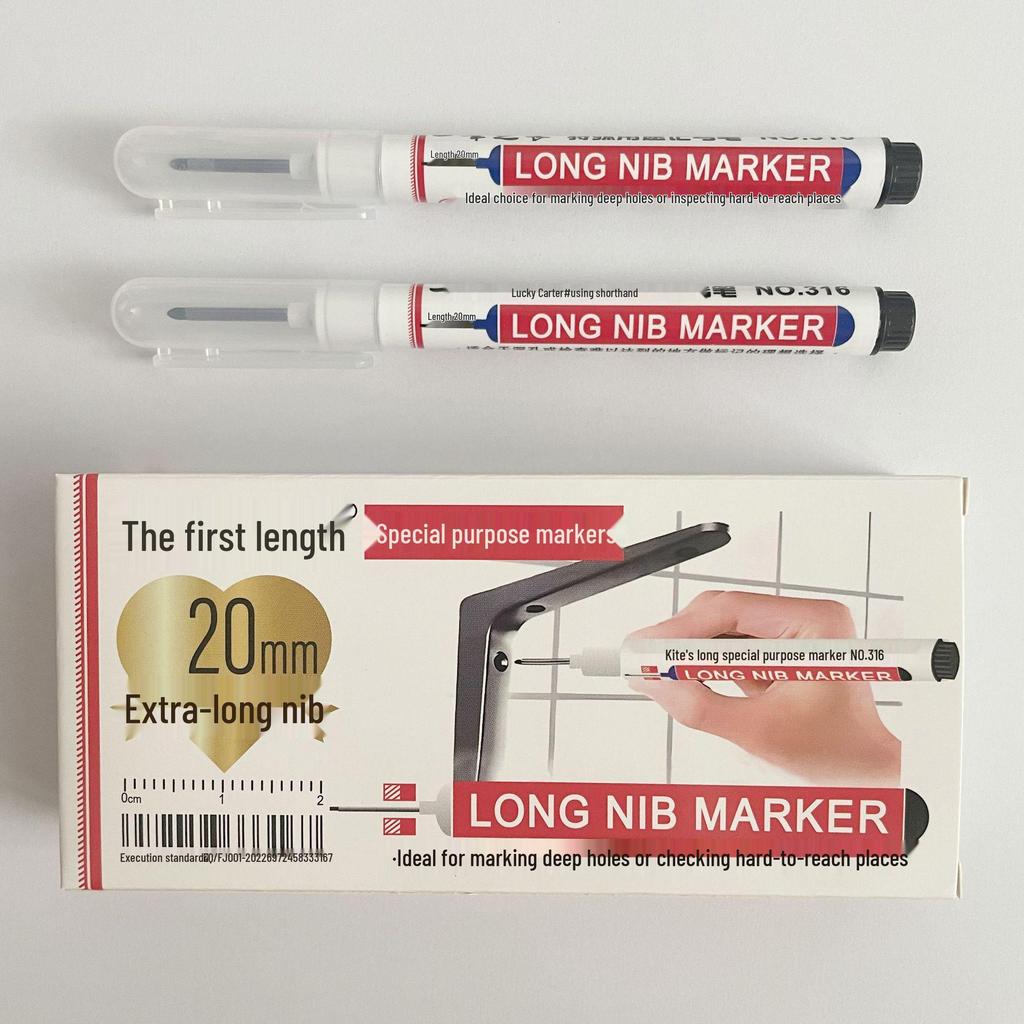 NO.316
Length 20mm
LONG NIB MARKER
Ideal choice for marking deep holes or inspecting hard-to-reach places
Lucky Carter#using shorthand
NO.316
Length 20mm
LONG NIB MARKER
The first length
Special purpose markers
20mm
Extra-long nib
Kite's long special purpose marker NO.316
LONG NIB MARKER
0cm 1 2
LONG NIB MARKER
·Ideal for marking deep holes or checking hard-to-reach places